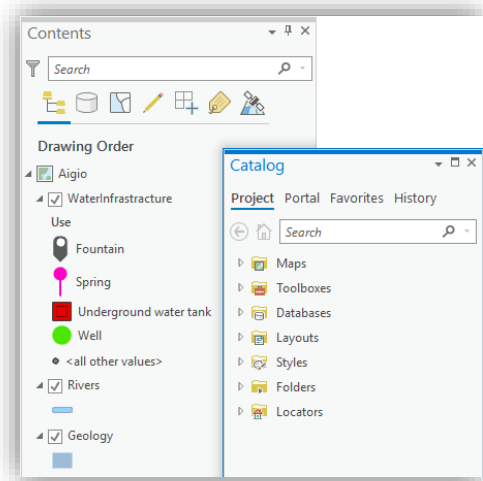 Contents
Search
Drawing Order
Aigio
WaterInfrastracture
Use
Fountain
Spring
Underground water tank
Well
<all other values>
Rivers
Geology
Catalog
Project Portal Favorites History
Search
Maps
Toolboxes
Databases
Layouts
Styles
Folders
Locators